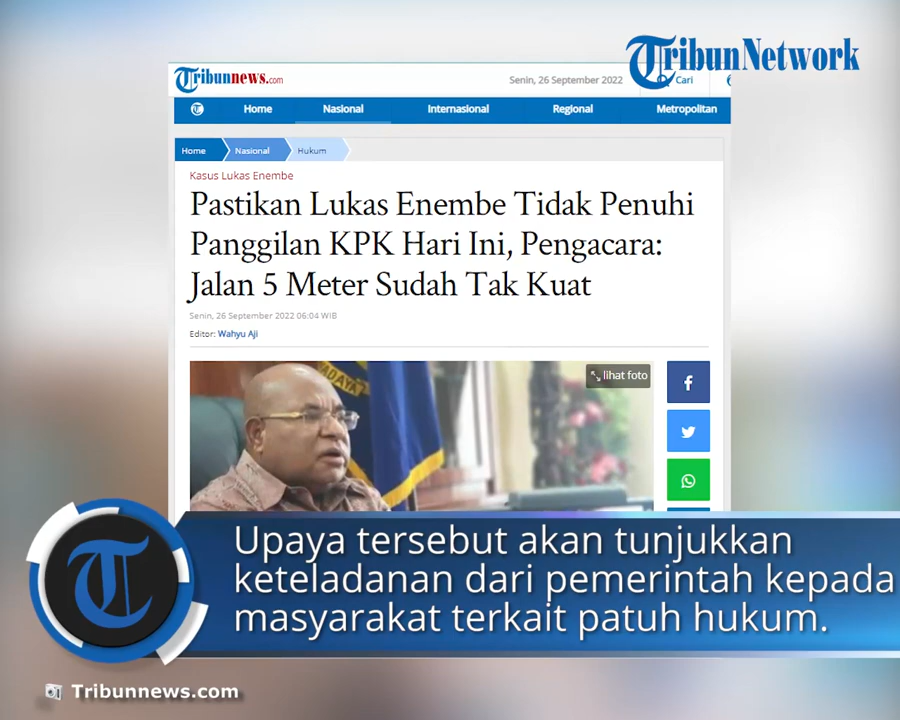 Tribun Network
Tribunnews.com
Senin, 26 September 2022
Cari
Home Nasional Internasional Regional Metropolitan
Home Nasional Hukum
Kasus Lukas Enembe
Pastikan Lukas Enembe Tidak Penuhi
Panggilan KPK Hari Ini, Pengacara:
Jalan 5 Meter Sudah Tak Kuat
Senin, 26 September 2022 06:04 WIB
Editor: Wahyu Aji
lihat foto
Upaya tersebut akan tunjukkan
keteladanan dari pemerintah kepada
masyarakat terkait patuh hukum.
Tribunnews.com